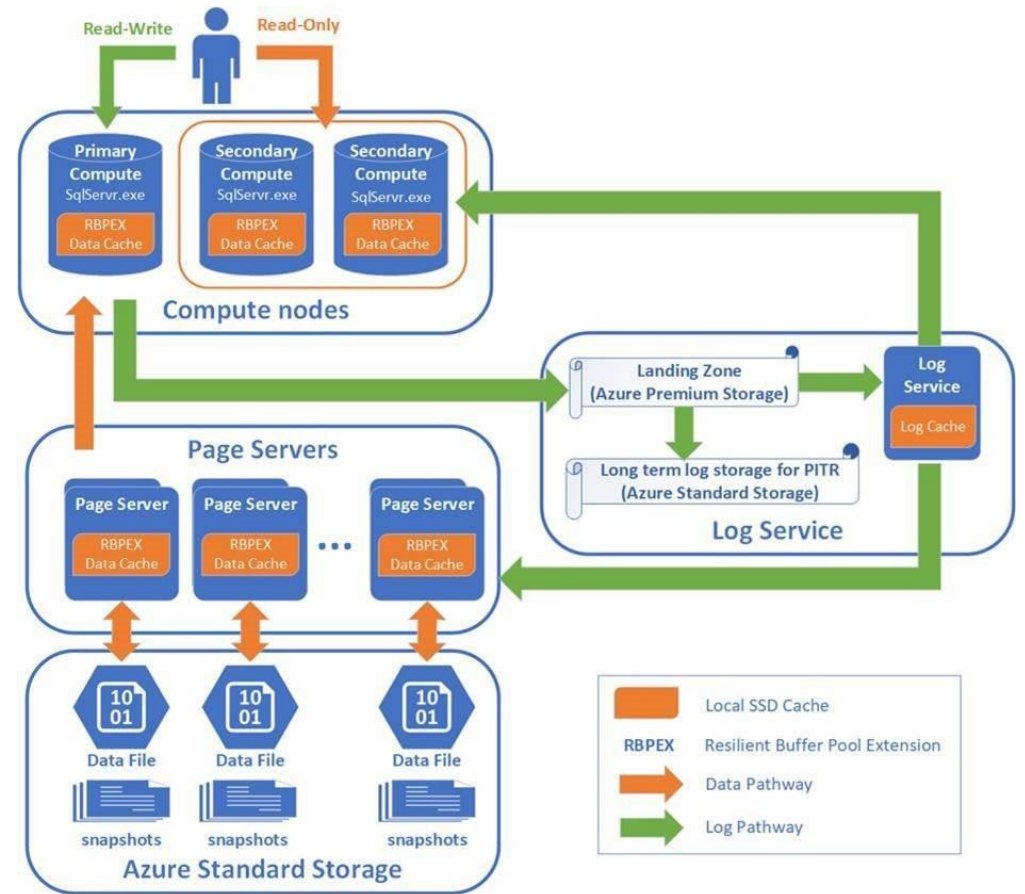 Read-Write
Read-Only
Primary
Compute
SqlServr.exe
RBPEX
Data Cache
Secondary
Compute
SqlServr.exe
RBPEX
Data Cache
Secondary
Compute
SqlServr.exe
RBPEX
Data Cache
Compute nodes
Landing Zone
(Azure Premium Storage)
Log
Service
Log Cache
Long term log storage for PITR
(Azure Standard Storage)
Log Service
Page Servers
Page Server
RBPEX
Data Cache
Page Server
RBPEX
Data Cache
...
Page Server
RBPEX
Data Cache
10
01
Data File
snapshots
10
01
Data File
snapshots
10
01
Data File
snapshots
Azure Standard Storage
Local SSD Cache
RBPEX Resilient Buffer Pool Extension
Data Pathway
Log Pathway